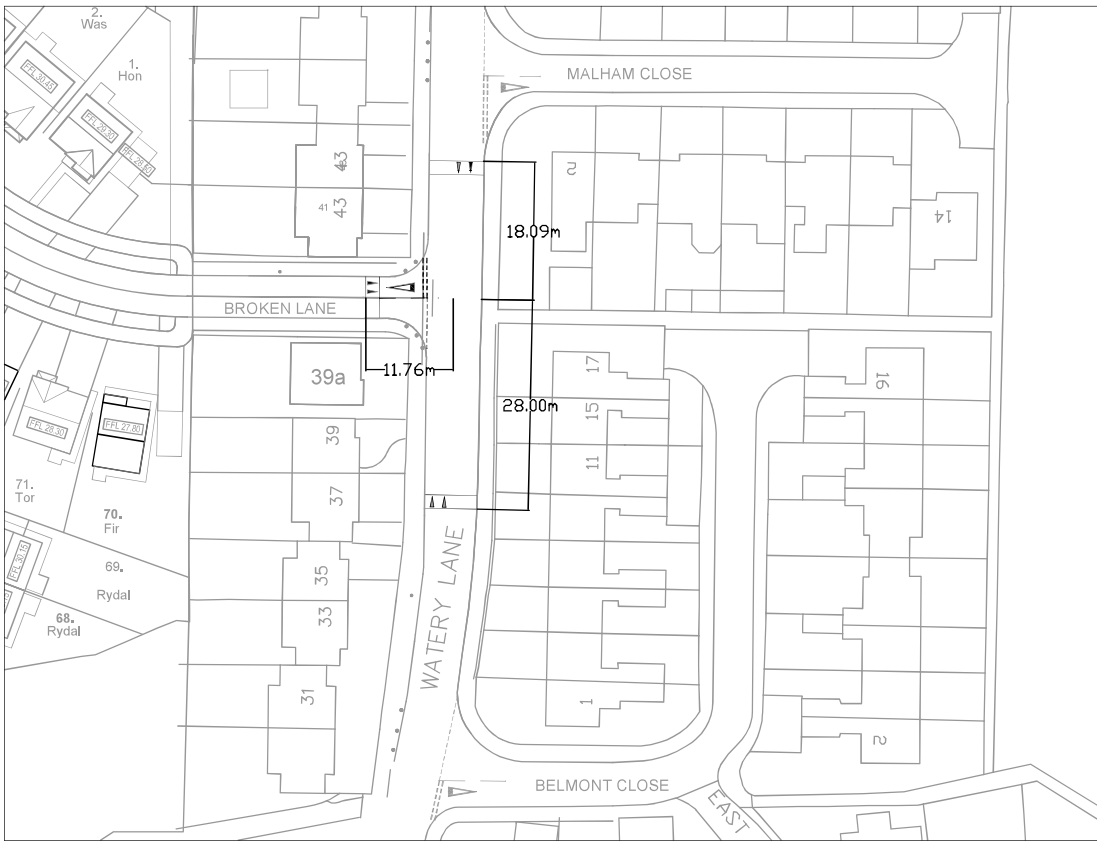 2.
Was
1.
Hon
FFL 30.45
FFL 29.30
FFL 28.60
MALHAM CLOSE
43
41
43
2
14
18.09m
BROKEN LANE
11.76m
39a
28.00m
17
15
11
16
39
37
FFL 28.30
FFL 27.80
71.
Tor
70.
Fir
69.
Rydal
68.
Rydal
FFL 30.15
35
33
31
WATERY LANE
1
2
BELMONT CLOSE
EAST